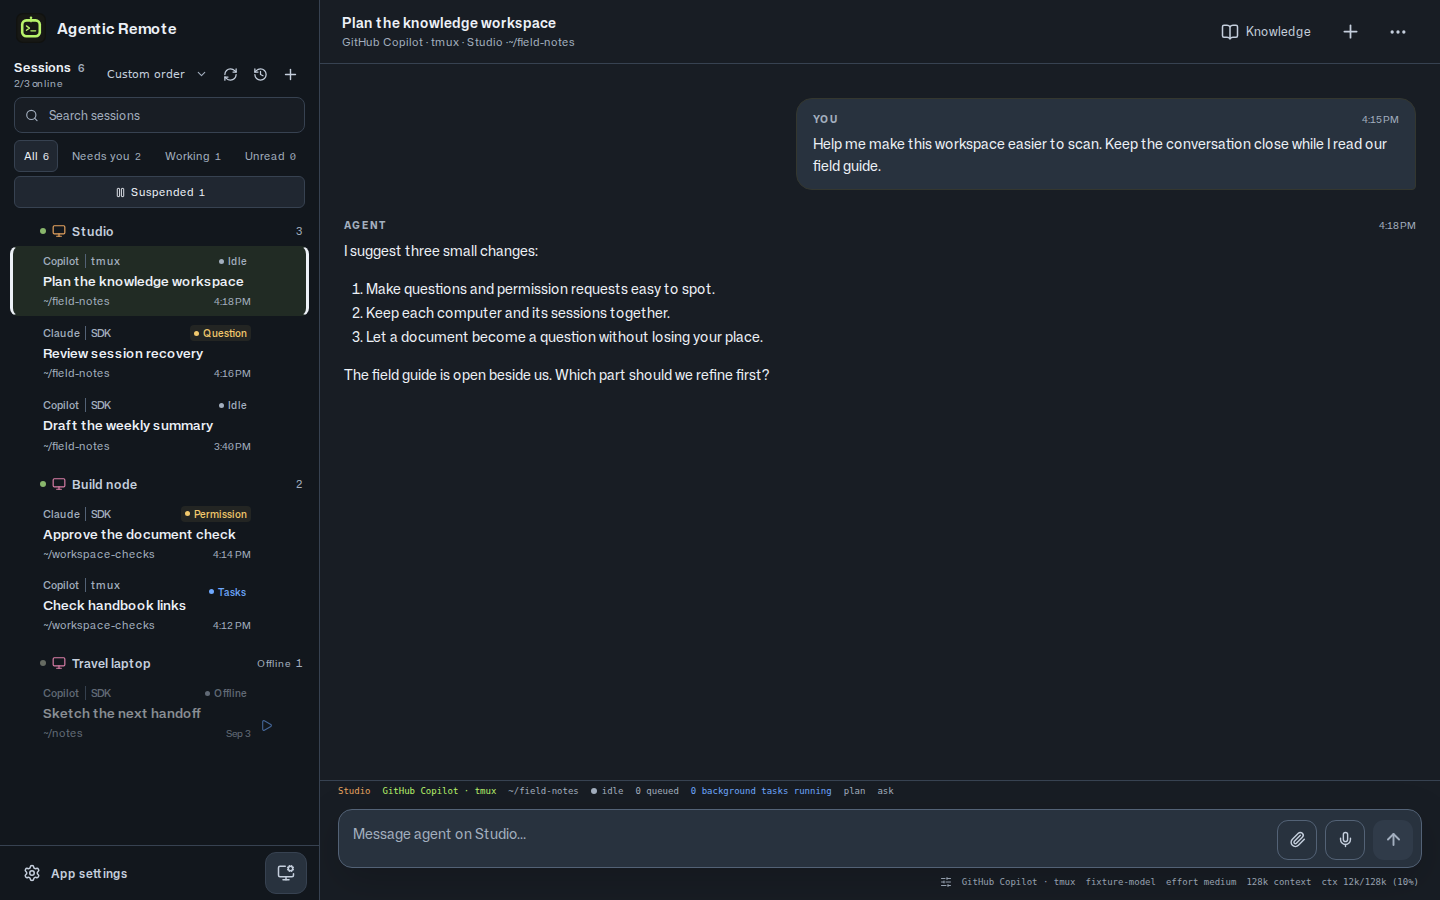 Agentic Remote
Sessions 6
2/3 online
Custom order
Search sessions
All 6
Needs you 2
Working 1
Unread 0
Suspended 1
Studio 3
Copilot | tmux
Idle
Plan the knowledge workspace
~/field-notes
4:18 PM
Claude | SDK
Question
Review session recovery
~/field-notes
4:16 PM
Copilot | SDK
Idle
Draft the weekly summary
~/field-notes
3:40 PM
Build node 2
Claude | SDK
Permission
Approve the document check
~/workspace-checks
4:14 PM
Copilot | tmux
Tasks
Check handbook links
~/workspace-checks
4:12 PM
Travel laptop
Offline 1
Copilot | SDK
Offline
Sketch the next handoff
~/notes
Sep 3
App settings
Plan the knowledge workspace
GitHub Copilot · tmux · Studio · ~/field-notes
Knowledge
YOU
4:15 PM
Help me make this workspace easier to scan. Keep the conversation close while I read our
field guide.
AGENT
4:18 PM
I suggest three small changes:
1. Make questions and permission requests easy to spot.
2. Keep each computer and its sessions together.
3. Let a document become a question without losing your place.
The field guide is open beside us. Which part should we refine first?
Studio GitHub Copilot · tmux ~/field-notes idle 0 queued 0 background tasks running plan ask
Message agent on Studio...
GitHub Copilot · tmux fixture-model effort medium 128k context ctx 12k/128k (10%)